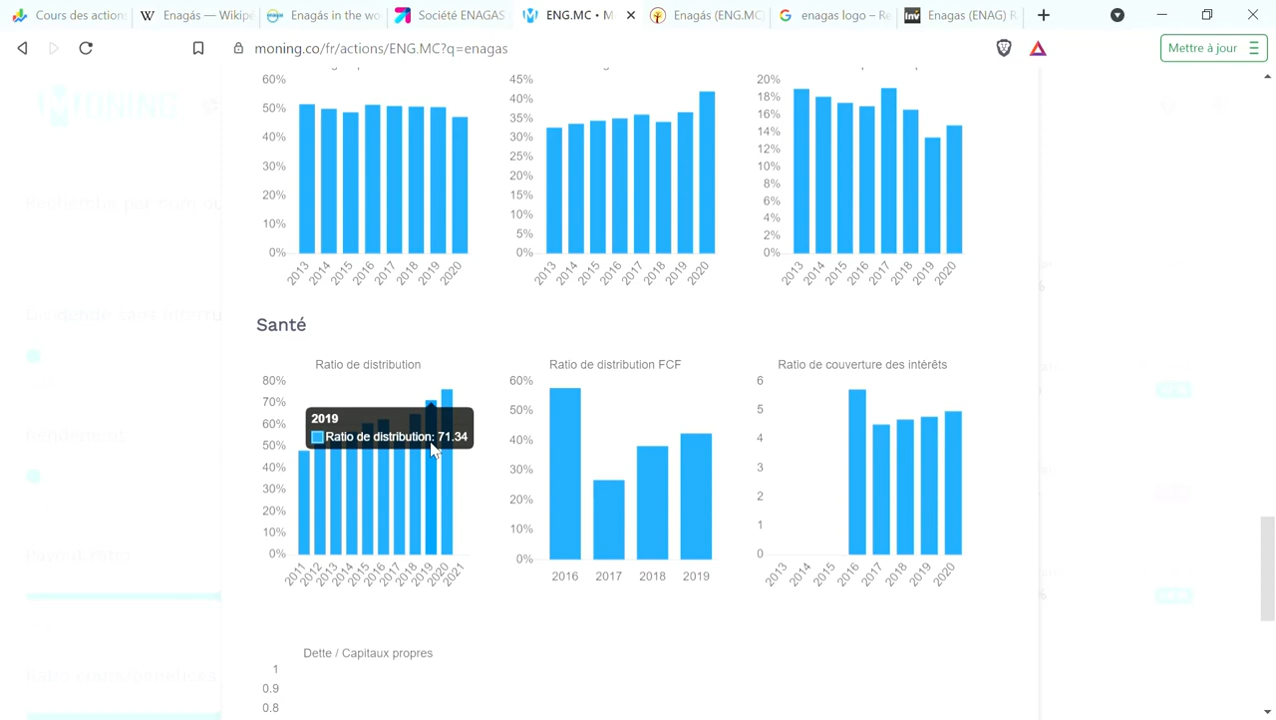 Cours des actions
Enagás — Wikipé
Enagás in the wo
Société ENAGAS
ENG.MC • M
Enagás (ENG.MC)
enagas logo – Re
Enagas (ENAG) R
moning.co/fr/actions/ENG.MC?q=enagas
Mettre à jour
60%
50%
40%
30%
20%
10%
0%
2013 2014 2015 2016 2017 2018 2019 2020
45%
40%
35%
30%
25%
20%
15%
10%
5%
0%
2013 2014 2015 2016 2017 2018 2019 2020
20%
18%
16%
14%
12%
10%
8%
6%
4%
2%
0%
2013 2014 2015 2016 2017 2018 2019 2020
MONING
Recherche par nom ou
Rendement
Santé
Ratio de distribution
80%
70%
60%
50%
40%
30%
20%
10%
0%
2011 2012 2013 2014 2015 2016 2017 2018 2019 2020 2021
2019
Ratio de distribution: 71.34
Ratio de distribution FCF
60%
50%
40%
30%
20%
10%
0%
2016 2017 2018 2019
Ratio de couverture des intérêts
6
5
4
3
2
1
0
2013 2014 2015 2016 2017 2018 2019 2020
Dette / Capitaux propres
1
0.9
0.8